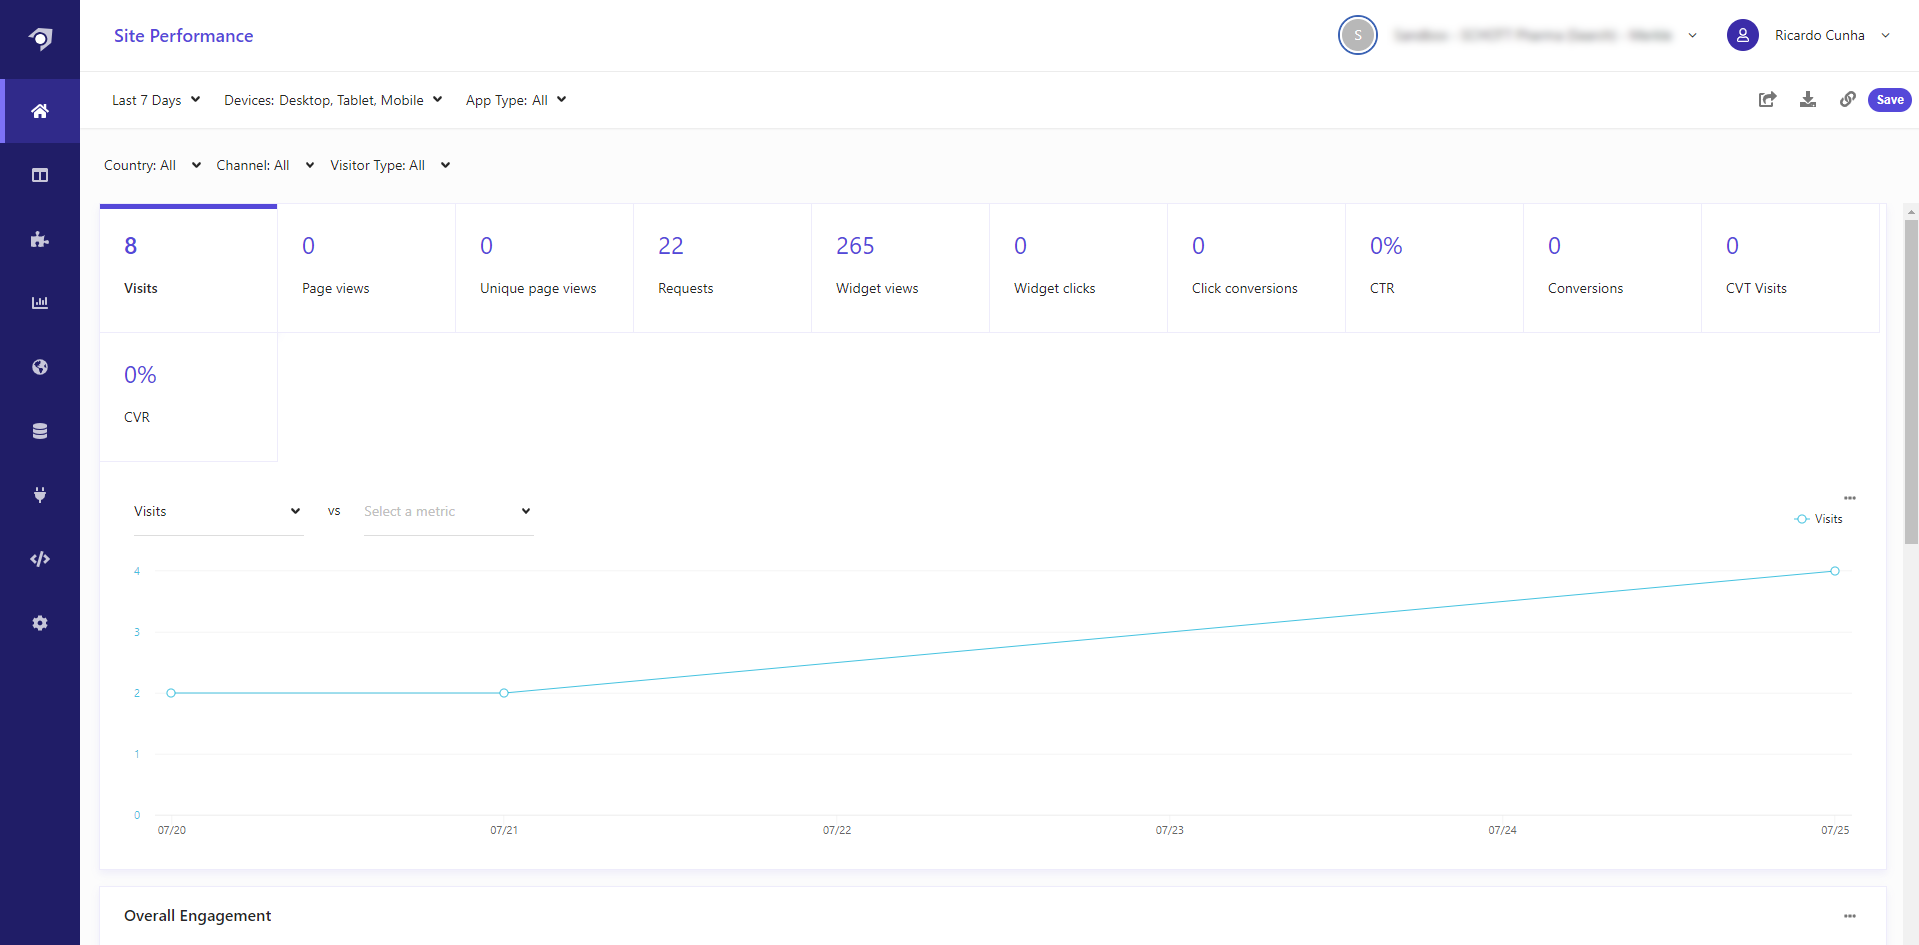 Site Performance
S
Ricardo Cunha
Last 7 Days
Devices: Desktop, Tablet, Mobile
App Type: All
Save
Country: All
Channel: All
Visitor Type: All
8
Visits
0
Page views
0
Unique page views
22
Requests
265
Widget views
0
Widget clicks
0
Click conversions
0%
CTR
0
Conversions
0
CVT Visits
0%
CVR
Visits
vs
Select a metric
Visits
4
3
2
1
0
07/20
07/21
07/22
07/23
07/24
07/25
Overall Engagement